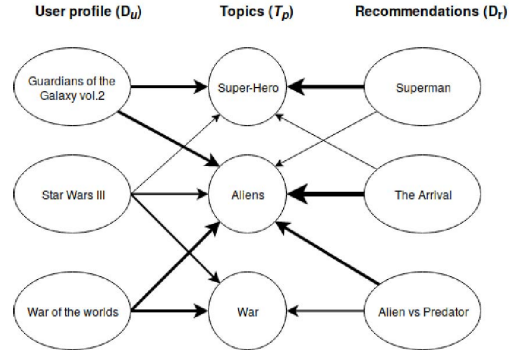 User profile (Du) Topics (Tp) Recommendations (Dr)
Guardians of the
Galaxy vol.2
Super-Hero
Superman
Star Wars III
Aliens
The Arrival
War of the worlds
War
Alien vs Predator